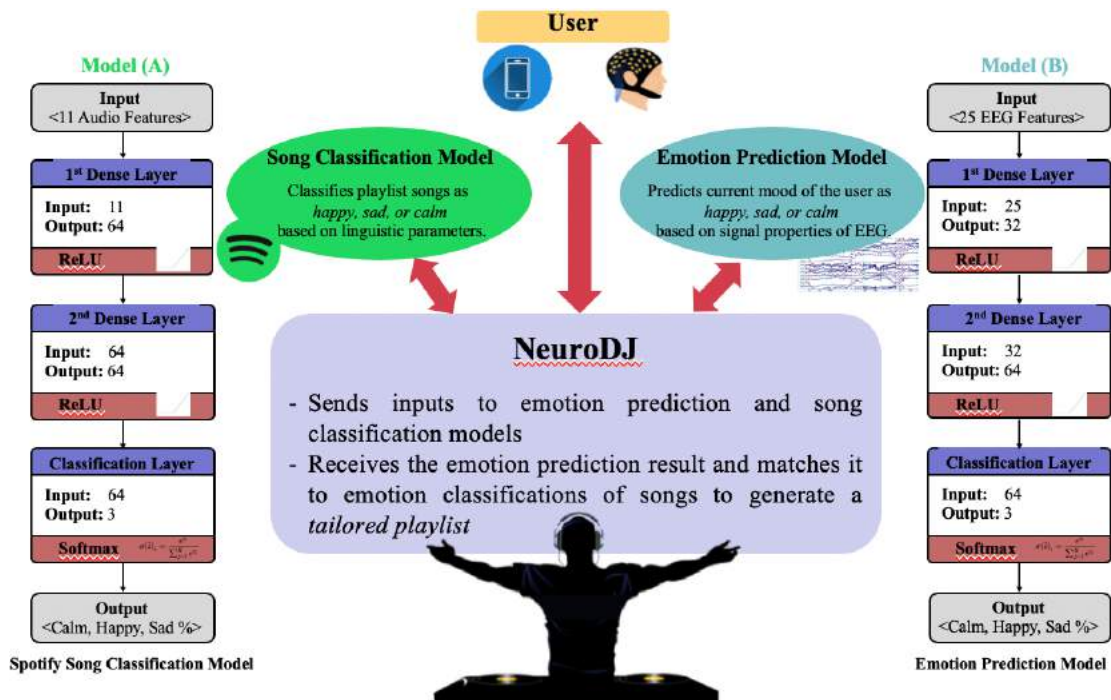 User
Model (A)
Input
<11 Audio Features>
1st Dense Layer
Input: 11
Output: 64
ReLU
2nd Dense Layer
Input: 64
Output: 64
ReLU
Classification Layer
Input: 64
Output: 3
Softmax
Output
<Calm, Happy, Sad %>
Spotify Song Classification Model
Song Classification Model
Classifies playlist songs as
happy, sad, or calm
based on linguistic parameters.
Emotion Prediction Model
Predicts current mood of the user as
happy, sad, or calm
based on signal properties of EEG.
NeuroDJ
- Sends inputs to emotion prediction and song
classification models
- Receives the emotion prediction result and matches it
to emotion classifications of songs to generate a
tailored playlist
Model (B)
Input
<25 EEG Features>
1st Dense Layer
Input: 25
Output: 32
ReLU
2nd Dense Layer
Input: 32
Output: 64
ReLU
Classification Layer
Input: 64
Output: 3
Softmax
Output
<Calm, Happy, Sad %>
Emotion Prediction Model